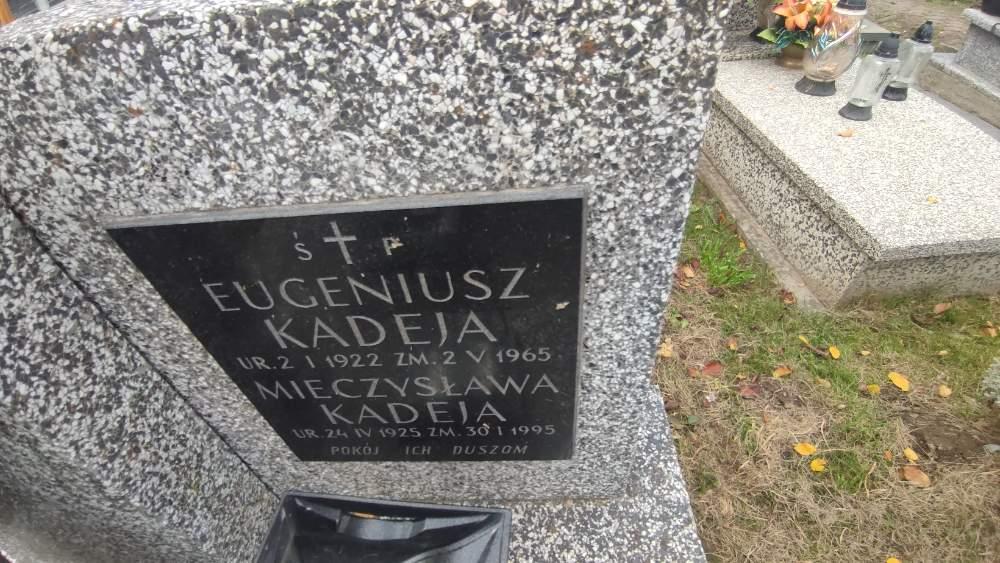 Ś P
EUGENIUSZ
KADEJA
UR. 2 I 1922 ZM. 2 V 1965
MIECZYSŁAWA
KADEJA
UR. 24 IV 1925 ZM. 30 I 1995
POKÓJ ICH DUSZOM